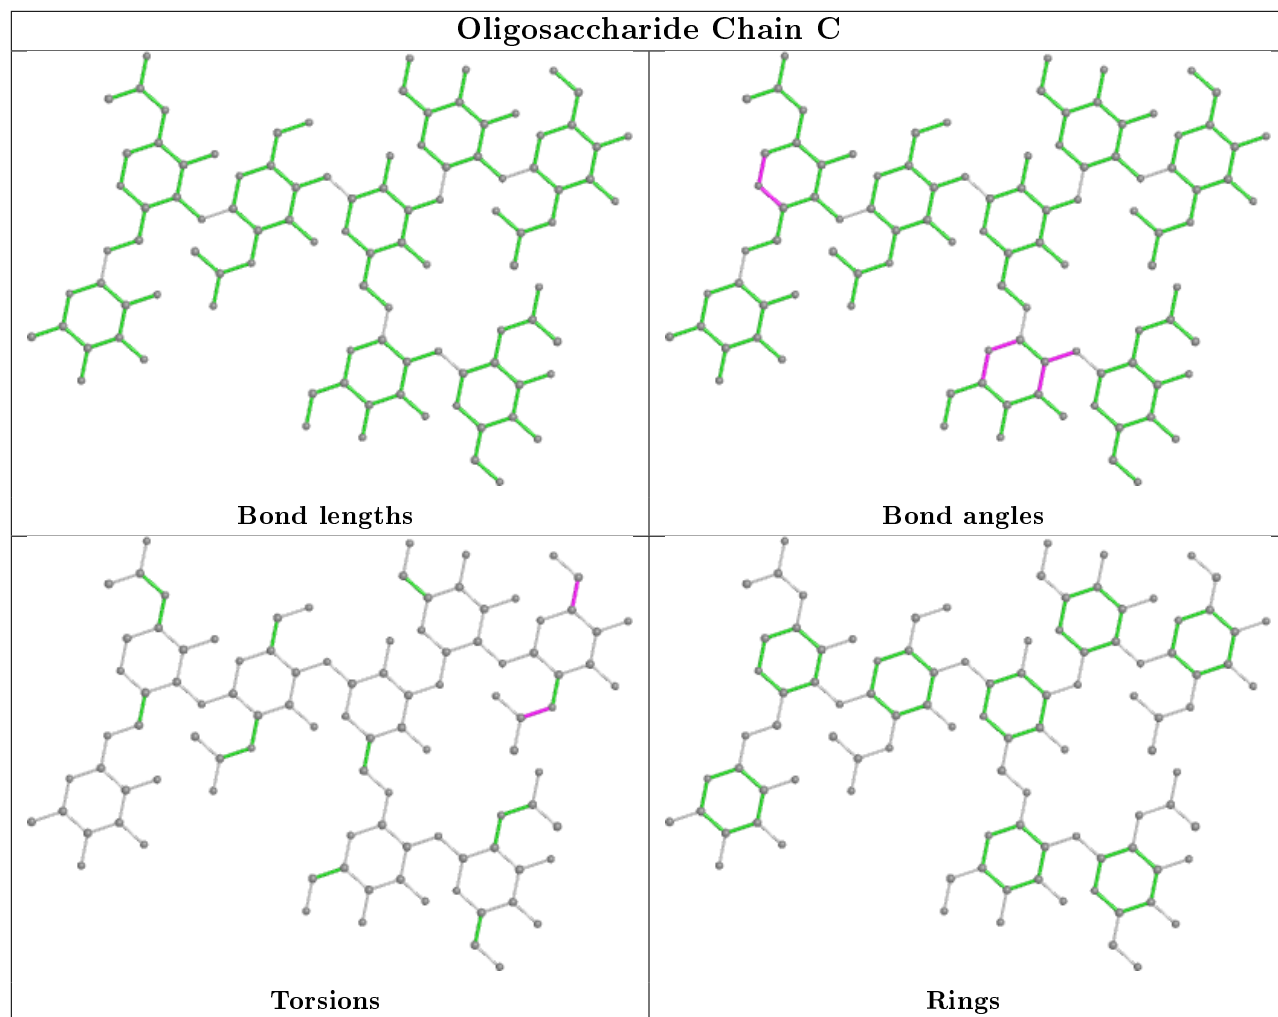 Oligosaccharide Chain C
Bond lengths
Bond angles
Torsions
Rings